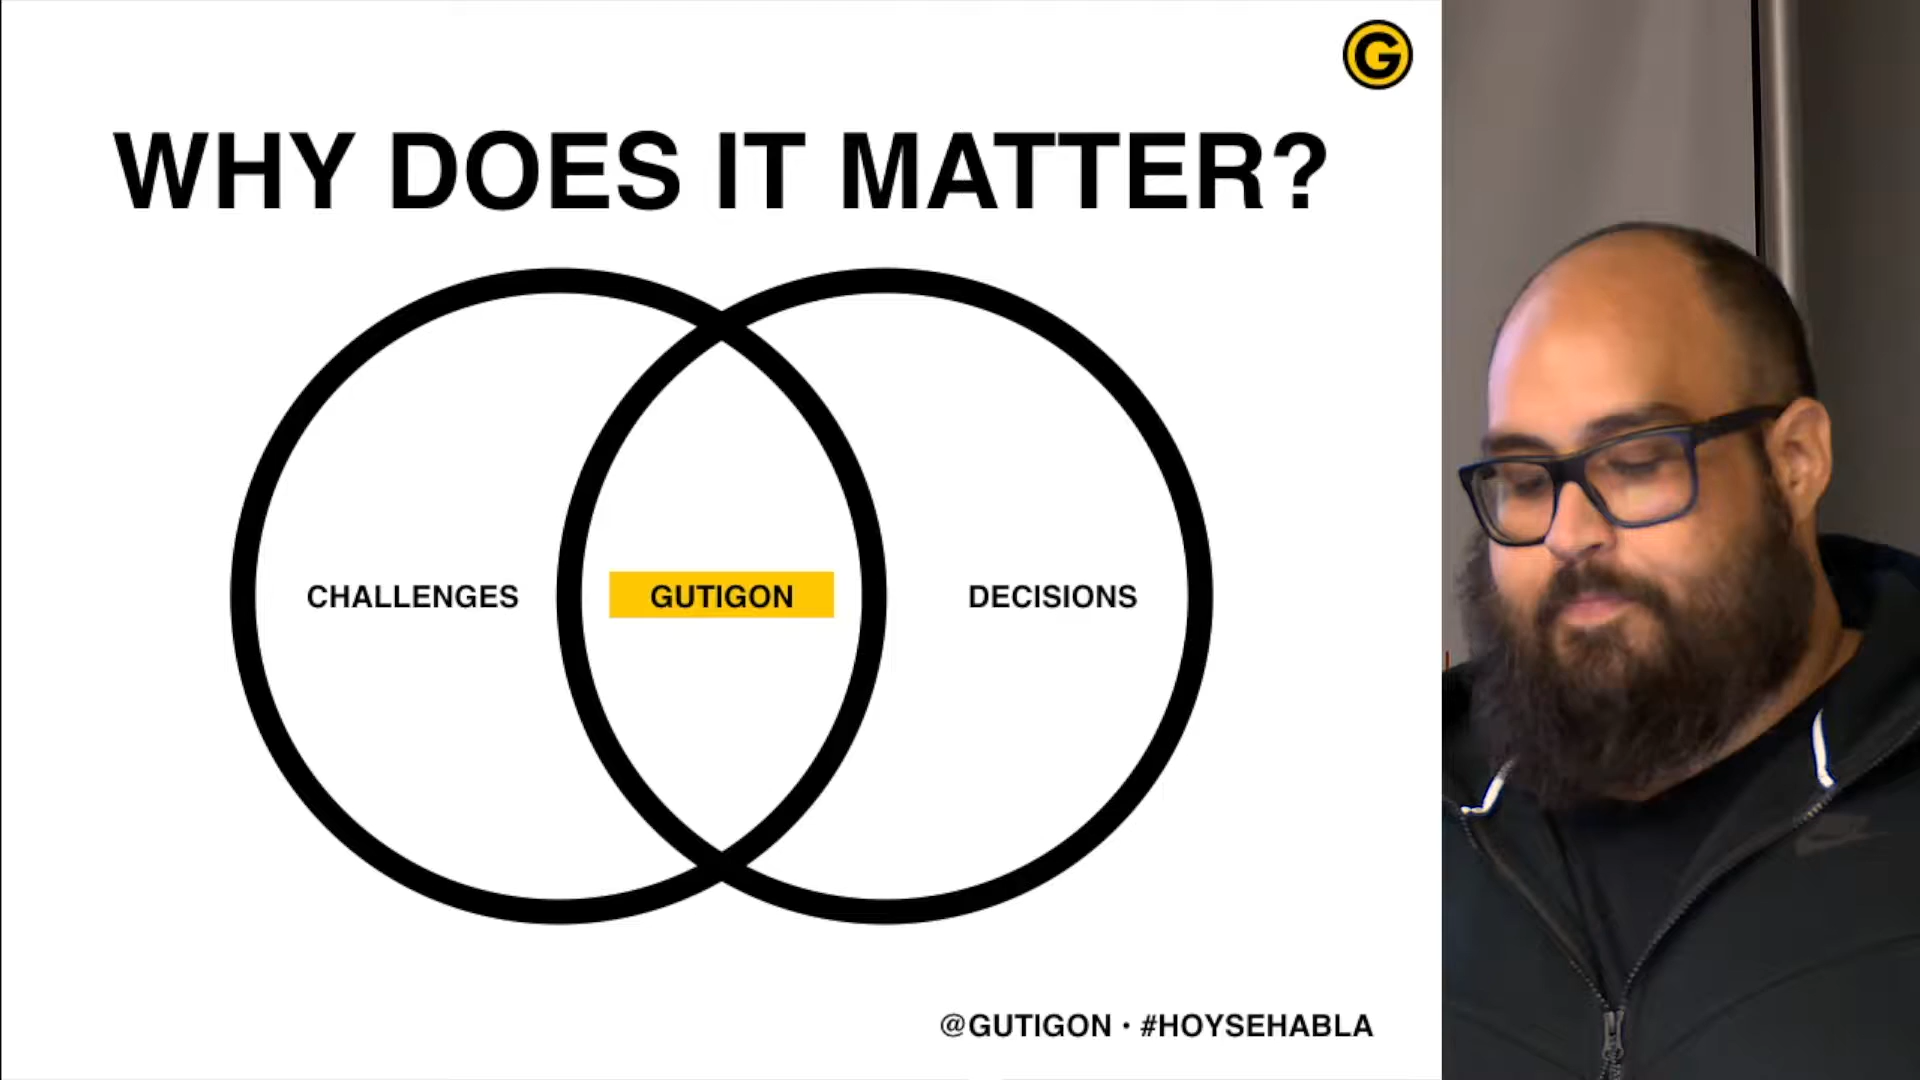 G
WHY DOES IT MATTER?
CHALLENGES
GUTIGON
DECISIONS
@GUTIGON · #HOYSEHABLA